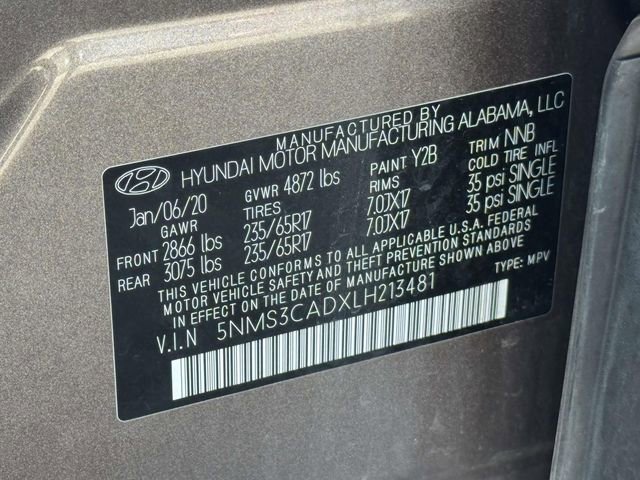 MANUFACTURED BY
HYUNDAI MOTOR MANUFACTURING ALABAMA, LLC
Jan/06/20 GVWR 4872 lbs PAINT Y2B TRIM NNB
GAWR TIRES RIMS COLD TIRE INFL
FRONT 2866 lbs 235/65R17 7.0JX17 35 psi SINGLE
REAR 3075 lbs 235/65R17 7.0JX17 35 psi SINGLE
THIS VEHICLE CONFORMS TO ALL APPLICABLE U.S.A. FEDERAL
MOTOR VEHICLE SAFETY AND THEFT PREVENTION STANDARDS
IN EFFECT ON THE DATE OF MANUFACTURE SHOWN ABOVE
V.I.N 5NMS3CADXLH213481 TYPE: MPV